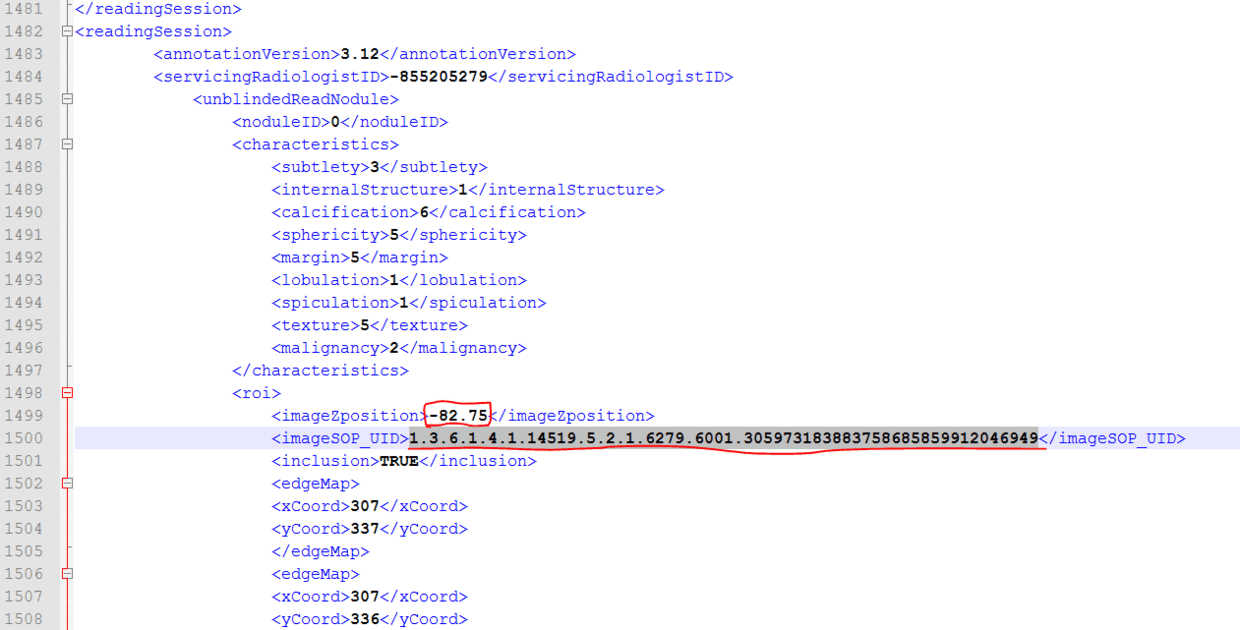 1481 </readingSession>
1482 <readingSession>
1483 <annotationVersion>3.12</annotationVersion>
1484 <servicingRadiologistID>-855205279</servicingRadiologistID>
1485 <unblindedReadNodule>
1486 <noduleID>0</noduleID>
1487 <characteristics>
1488 <subtlety>3</subtlety>
1489 <internalStructure>1</internalStructure>
1490 <calcification>6</calcification>
1491 <sphericity>5</sphericity>
1492 <margin>5</margin>
1493 <lobulation>1</lobulation>
1494 <spiculation>1</spiculation>
1495 <texture>5</texture>
1496 <malignancy>2</malignancy>
1497 </characteristics>
1498 <roi>
1499 <imageZposition>-82.75</imageZposition>
1500 <imageSOP_UID>1.3.6.1.4.1.14519.5.2.1.6279.6001.305973183883758685859912046949</imageSOP_UID>
1501 <inclusion>TRUE</inclusion>
1502 <edgeMap>
1503 <xCoord>307</xCoord>
1504 <yCoord>337</yCoord>
1505 </edgeMap>
1506 <edgeMap>
1507 <xCoord>307</xCoord>
1508 <yCoord>336</yCoord>